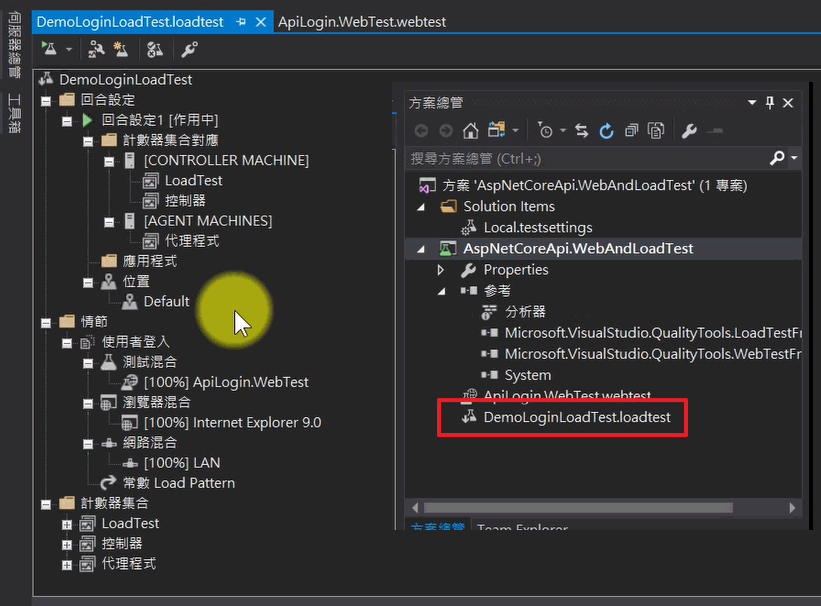 伺服器總管
工具箱
DemoLoginLoadTest.loadtest
ApiLogin.WebTest.webtest
DemoLoginLoadTest
回合設定
回合設定1 [作用中]
計數器集合對應
[CONTROLLER MACHINE]
LoadTest
控制器
[AGENT MACHINES]
代理程式
應用程式
位置
Default
情節
使用者登入
測試混合
[100%] ApiLogin.WebTest
瀏覽器混合
[100%] Internet Explorer 9.0
網路混合
[100%] LAN
常數 Load Pattern
計數器集合
LoadTest
控制器
代理程式
方案總管
搜尋方案總管 (Ctrl+;)
方案 'AspNetCoreApi.WebAndLoadTest' (1 專案)
Solution Items
Local.testsettings
AspNetCoreApi.WebAndLoadTest
Properties
參考
分析器
Microsoft.VisualStudio.QualityTools.LoadTestFr
Microsoft.VisualStudio.QualityTools.WebTestFr
System
ApiLogin.WebTest.webtest
DemoLoginLoadTest.loadtest
方案總管
Team Explorer